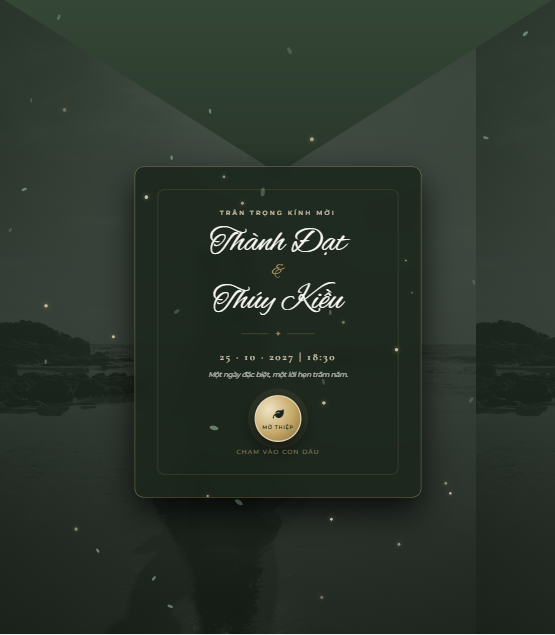 TRÂN TRỌNG KÍNH MỜI
Thành Đạt
&
Thúy Kiều
25 · 10 · 2027 | 18:30
Một ngày đặc biệt, một lời hẹn trăm năm.
MỞ THIỆP
CHẠM VÀO CON DẤU